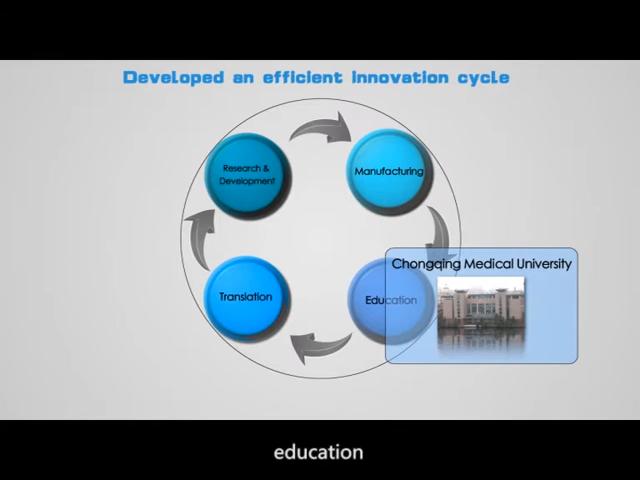 Developed an efficient innovation cycle
Research &
Development
Manufacturing
Chongqing Medical University
Translation
Education
education